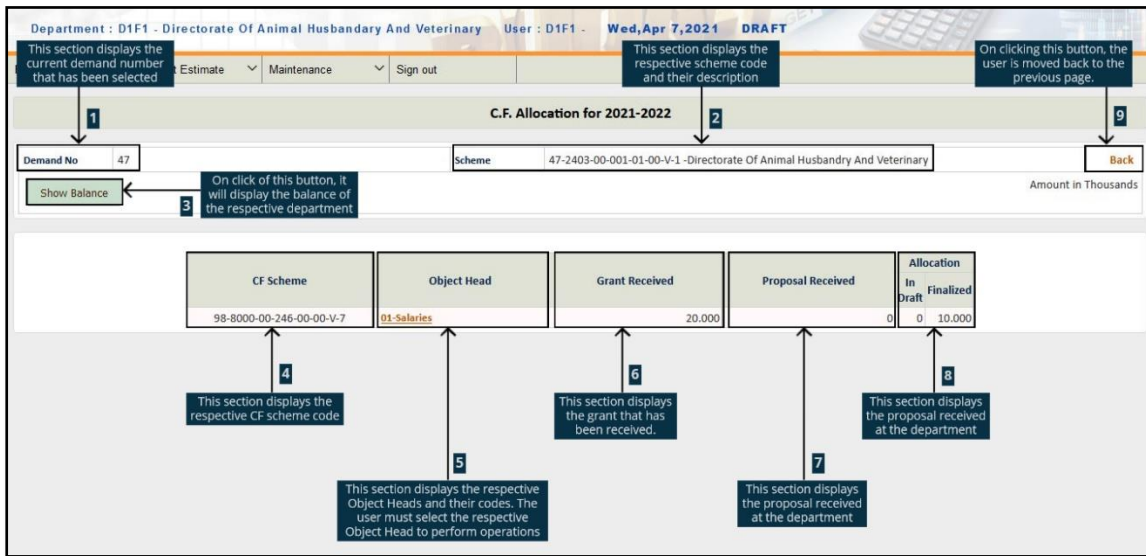 Department : D1F1 - Directorate Of Animal Husbandary And Veterinary User : D1F1 - Wed,Apr 7,2021 DRAFT
This section displays the
current demand number
that has been selected
This section displays the
respective scheme code
and their description
On clicking this button, the
user is moved back to the
previous page.
Estimate Maintenance Sign out
C.F. Allocation for 2021-2022
1
2
9
Demand No 47 Scheme 47-2403-00-001-01-00-V-1 -Directorate Of Animal Husbandry And Veterinary Back
Show Balance
3
On click of this button, it
will display the balance of
the respective department
Amount in Thousands
CF Scheme Object Head Grant Received Proposal Received Allocation
In
Draft Finalized
98-8000-00-246-00-00-V-7 01-Salaries 20.000 0 0 10.000
4
This section displays the
respective CF scheme code
5
This section displays the respective
Object Heads and their codes. The
user must select the respective
Object Head to perform operations
6
This section displays
the grant that has
been received.
7
This section displays
the proposal received
at the department
8
This section displays
the proposal received
at the department